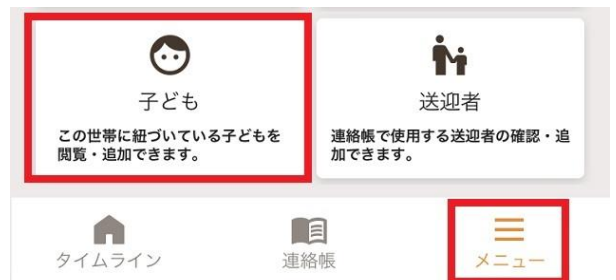 子ども
この世帯に紐づいている子どもを
閲覧・追加できます。
送迎者
連絡帳で使用する送迎者の確認・追
加できます。
タイムライン
連絡帳
メニュー